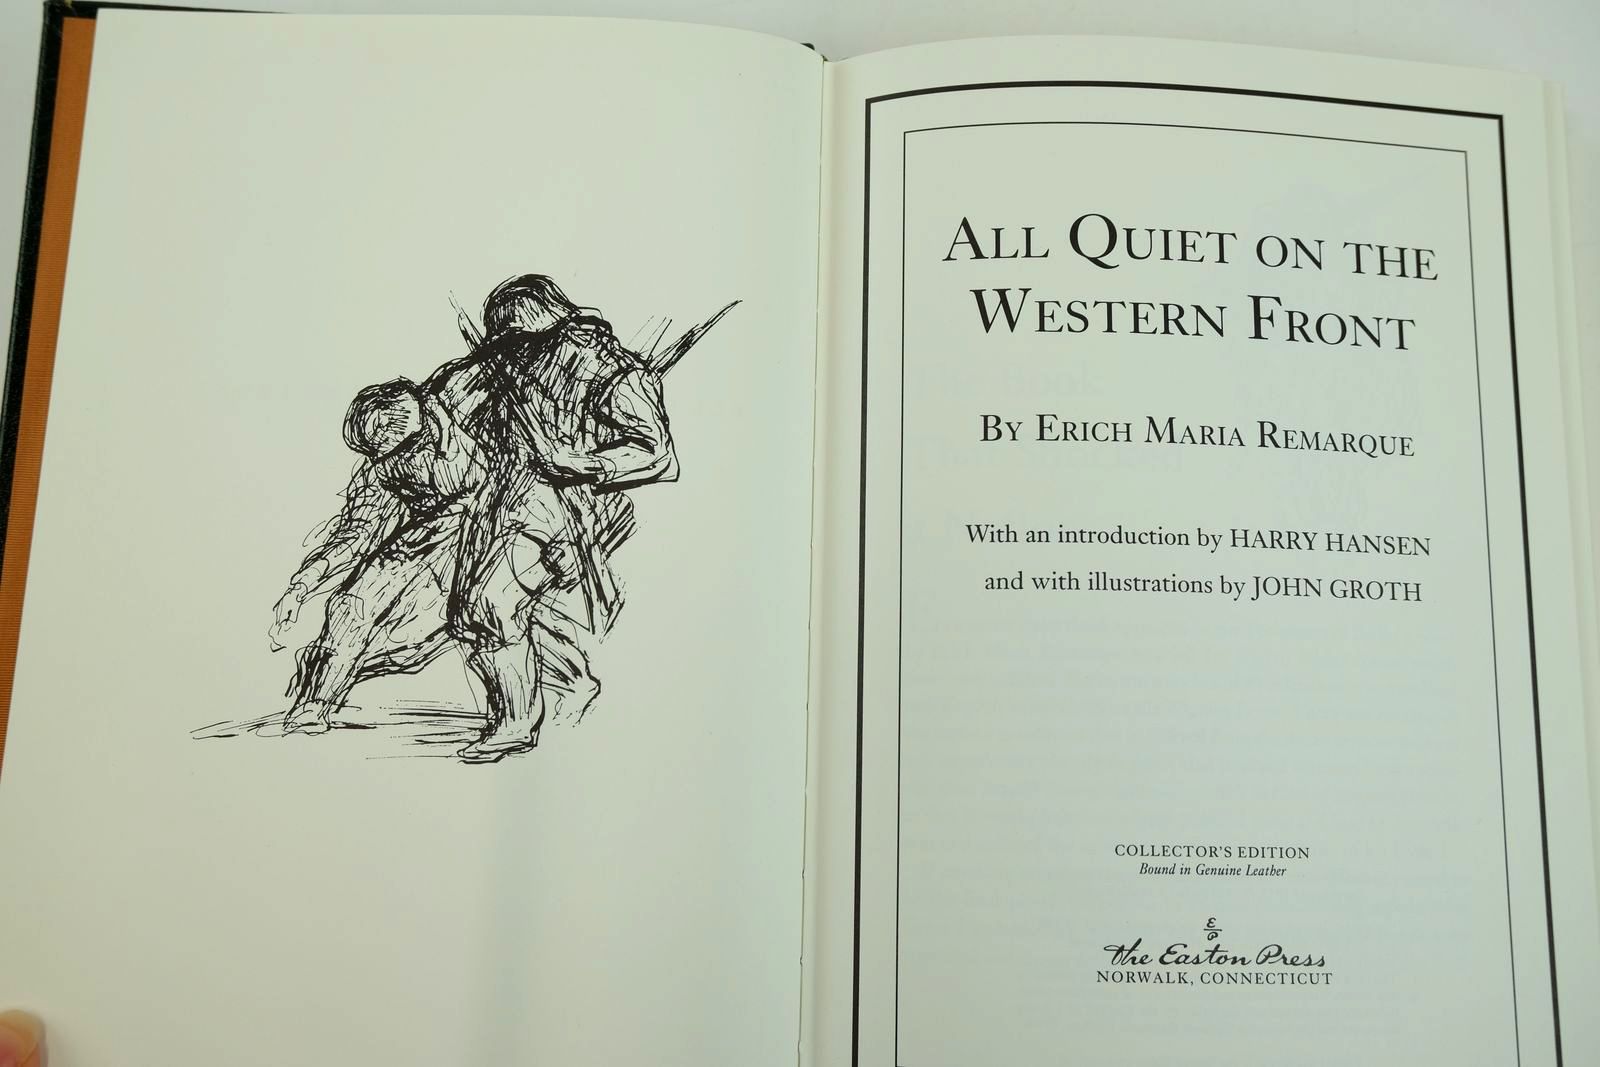 ALL QUIET ON THE
WESTERN FRONT
BY ERICH MARIA REMARQUE
With an introduction by HARRY HANSEN
and with illustrations by JOHN GROTH
COLLECTOR'S EDITION
Bound in Genuine Leather
E
P
The Easton Press
NORWALK, CONNECTICUT